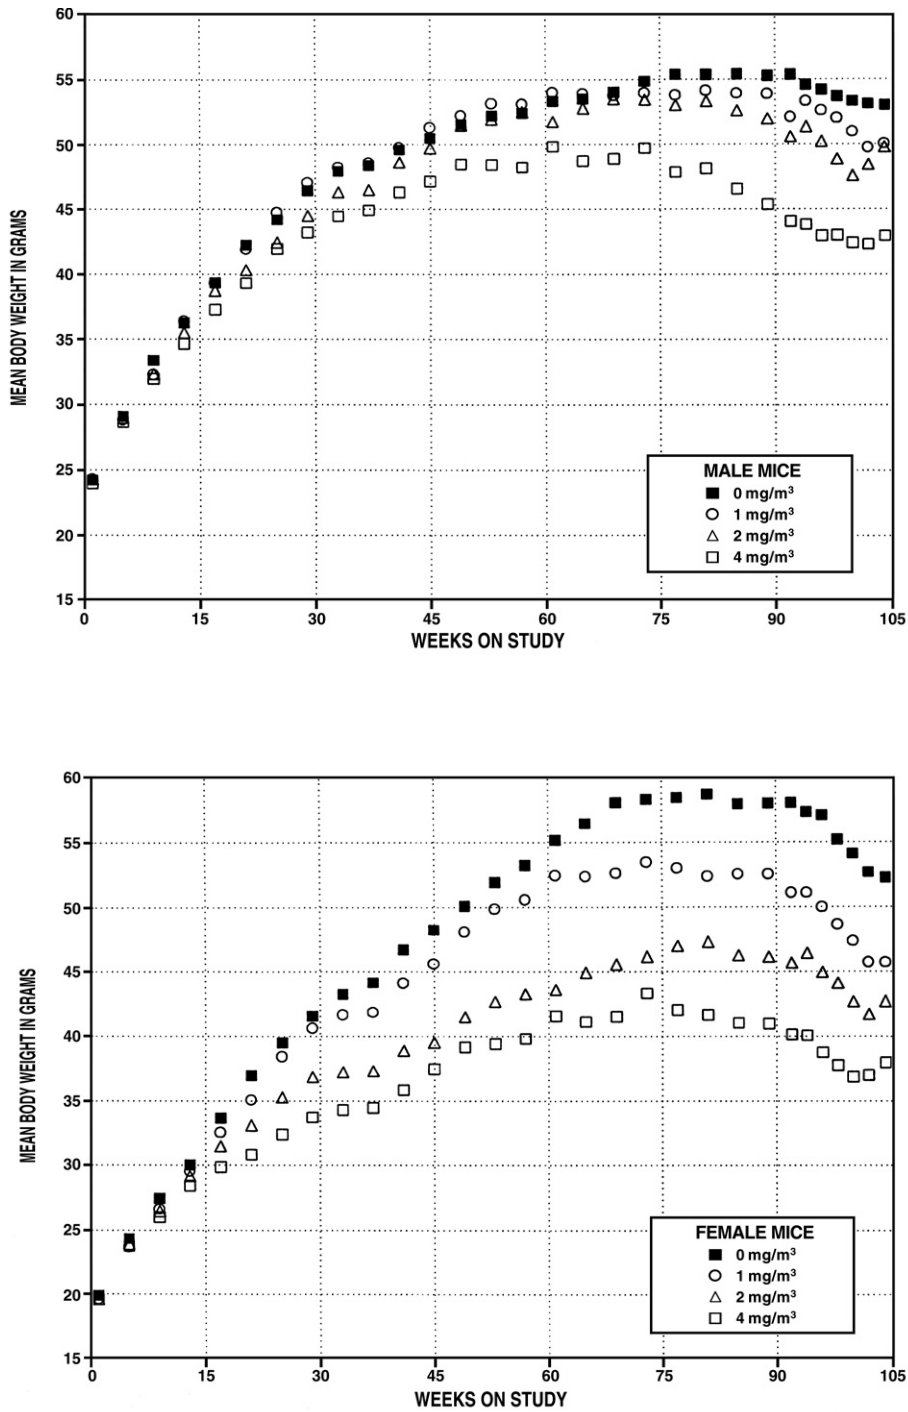 60
55
50
45
40
35
30
25
20
15
MEAN BODY WEIGHT IN GRAMS
MALE MICE
0 mg/m³
1 mg/m³
2 mg/m³
4 mg/m³
0 15 30 45 60 75 90 105
WEEKS ON STUDY
60
55
50
45
40
35
30
25
20
15
MEAN BODY WEIGHT IN GRAMS
FEMALE MICE
0 mg/m³
1 mg/m³
2 mg/m³
4 mg/m³
0 15 30 45 60 75 90 105
WEEKS ON STUDY